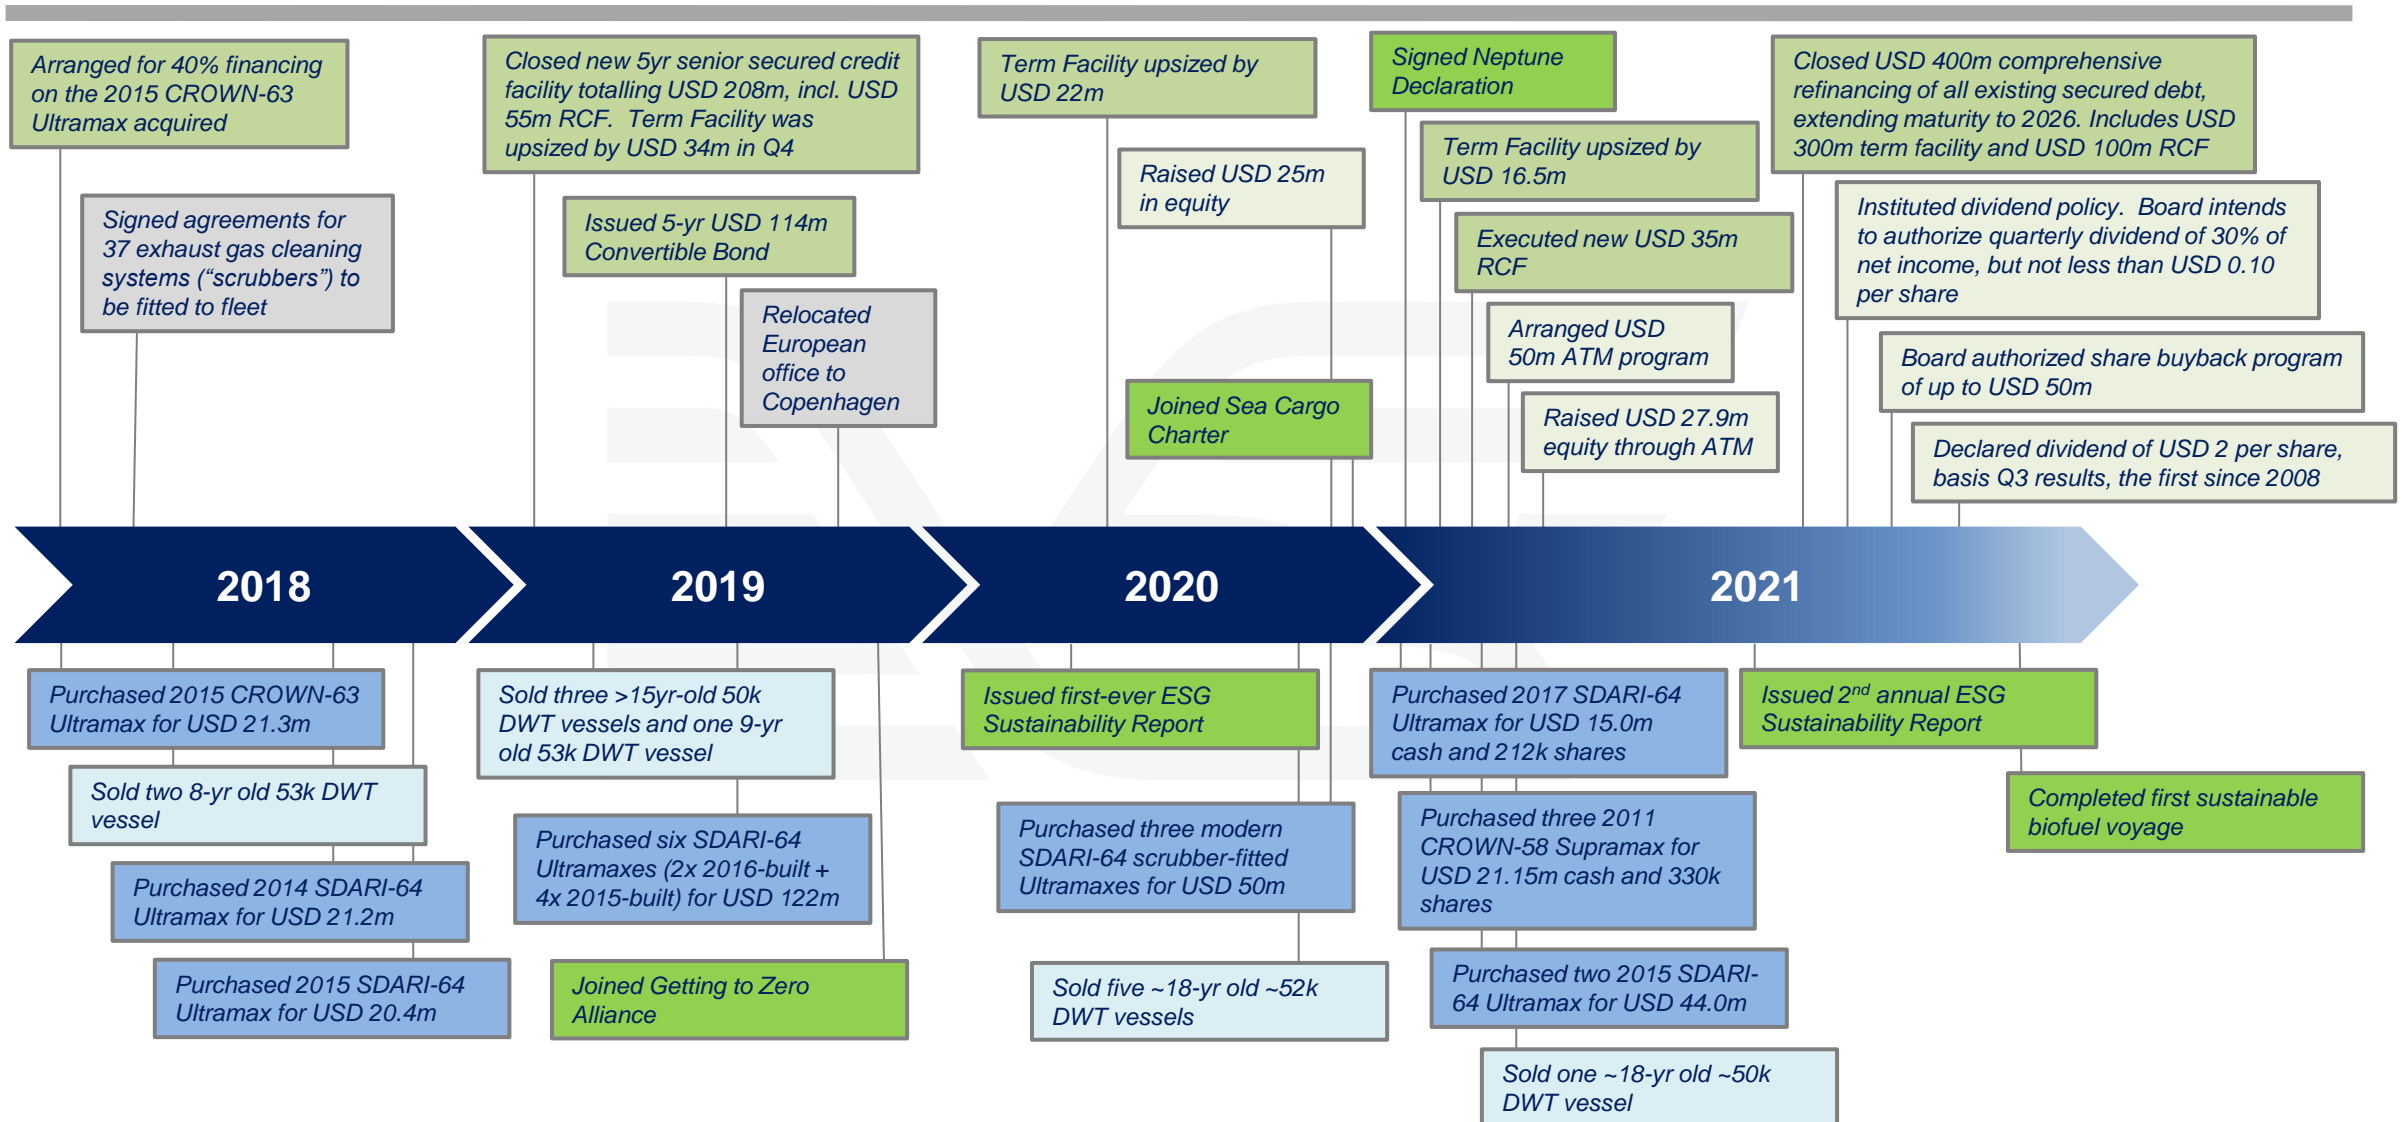 Arranged for 40% financing
on the 2015 CROWN-63
Ultramax acquired
Signed agreements for
37 exhaust gas cleaning
systems (“scrubbers”) to
be fitted to fleet
Closed new 5yr senior secured credit
facility totalling USD 208m, incl. USD
55m RCF.  Term Facility was
upsized by USD 34m in Q4
Issued 5-yr USD 114m
Convertible Bond
Relocated
European
office to
Copenhagen
Term Facility upsized by
USD 22m
Raised USD 25m
in equity
Joined Sea Cargo
Charter
Signed Neptune
Declaration
Term Facility upsized by
USD 16.5m
Executed new USD 35m
RCF
Arranged USD
50m ATM program
Raised USD 27.9m
equity through ATM
Closed USD 400m comprehensive
refinancing of all existing secured debt,
extending maturity to 2026. Includes USD
300m term facility and USD 100m RCF
Instituted dividend policy.  Board intends
to authorize quarterly dividend of 30% of
net income, but not less than USD 0.10
per share
Board authorized share buyback program
of up to USD 50m
Declared dividend of USD 2 per share,
basis Q3 results, the first since 2008
2018
2019
2020
2021
Purchased 2015 CROWN-63
Ultramax for USD 21.3m
Sold two 8-yr old 53k DWT
vessel
Purchased 2014 SDARI-64
Ultramax for USD 21.2m
Purchased 2015 SDARI-64
Ultramax for USD 20.4m
Sold three >15yr-old 50k
DWT vessels and one 9-yr
old 53k DWT vessel
Purchased six SDARI-64
Ultramaxes (2x 2016-built +
4x 2015-built) for USD 122m
Joined Getting to Zero
Alliance
Issued first-ever ESG
Sustainability Report
Purchased three modern
SDARI-64 scrubber-fitted
Ultramaxes for USD 50m
Sold five ~18-yr old ~52k
DWT vessels
Purchased 2017 SDARI-64
Ultramax for USD 15.0m
cash and 212k shares
Purchased three 2011
CROWN-58 Supramax for
USD 21.15m cash and 330k
shares
Purchased two 2015 SDARI-
64 Ultramax for USD 44.0m
Sold one ~18-yr old ~50k
DWT vessel
Issued 2nd annual ESG
Sustainability Report
Completed first sustainable
biofuel voyage